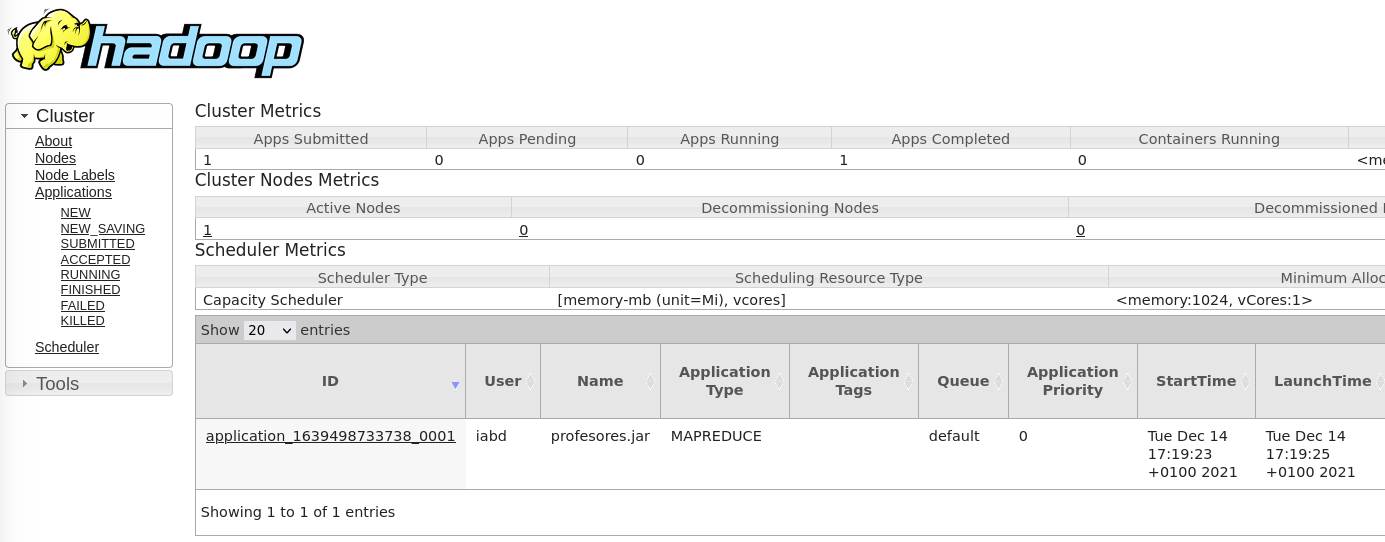 hadoop
Cluster
About
Nodes
Node Labels
Applications
NEW
NEW_SAVING
SUBMITTED
ACCEPTED
RUNNING
FINISHED
FAILED
KILLED
Scheduler
Tools
Cluster Metrics
Apps Submitted Apps Pending Apps Running Apps Completed Containers Running
1 0 0 1 0 <me
Cluster Nodes Metrics
Active Nodes Decommissioning Nodes Decommissioned
1 0 0
Scheduler Metrics
Scheduler Type Scheduling Resource Type Minimum Alloc
Capacity Scheduler [memory-mb (unit=Mi), vcores] <memory:1024, vCores:1>
Show 20 entries
ID User Name Application Type Application Tags Queue Application Priority StartTime LaunchTime
application_1639498733738_0001 iabd profesores.jar MAPREDUCE default 0 Tue Dec 14 Tue Dec 14
17:19:23 17:19:25
+0100 2021 +0100 2021
Showing 1 to 1 of 1 entries